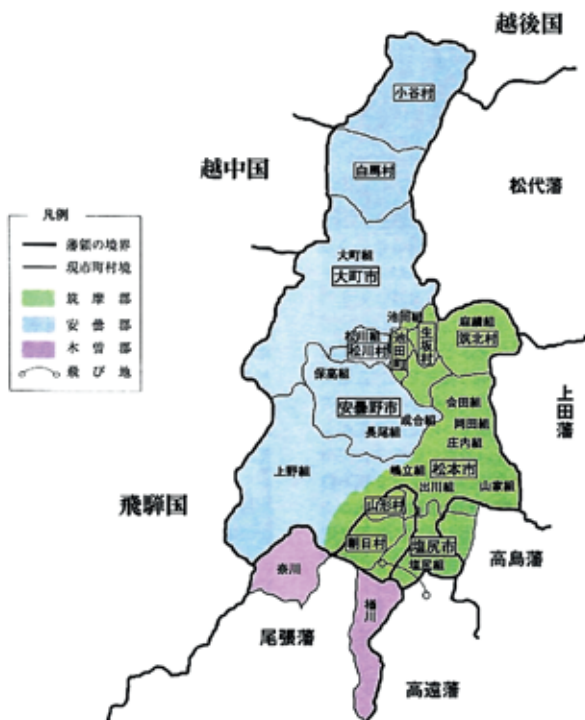 越後国
小谷村
越中国
白馬村
松代藩
凡例
藩領の境界
現市町村境
筑摩郡
安曇郡
木曽郡
飛び地
大町組
大町市
池田組
松川組
松川村
池田町
生坂村
麻績組
筑北村
保高組
安曇野市
成合組
長尾組
会田組
岡田組
庄内組
上田藩
上野組
嶋立組
松本市
出川組
山家組
飛騨国
山形村
朝日村
塩尻市
塩尻組
高島藩
奈川
楢川
尾張藩
高遠藩